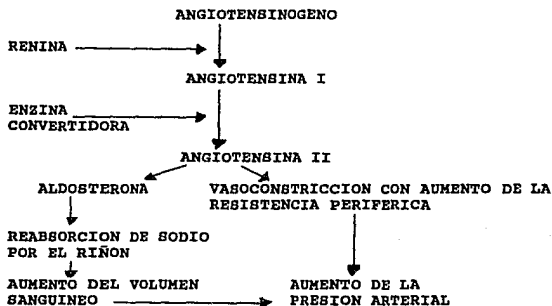 ANGIOTENSINOGENO
RENINA
ANGIOTENSINA I
ENZINA
CONVERTIDORA
ANGIOTENSINA II
ALDOSTERONA
VASOCONSTRICCION CON AUMENTO DE LA
RESISTENCIA PERIFERICA
REABSORCION DE SODIO
POR EL RIÑON
AUMENTO DEL VOLUMEN
SANGUINEO
AUMENTO DE LA
PRESION ARTERIAL